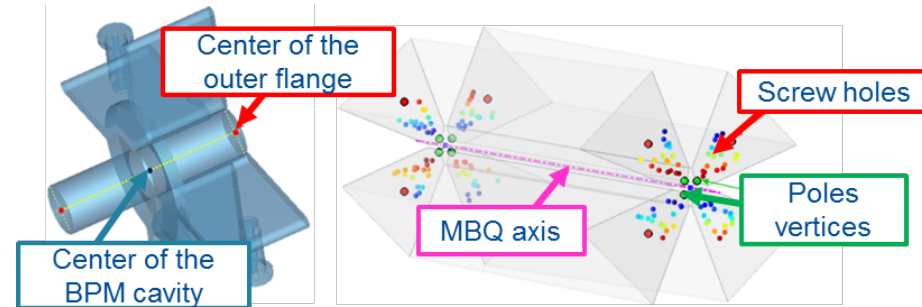 Center of the
outer flange
Center of the
BPM cavity
Screw holes
Poles
vertices
MBQ axis